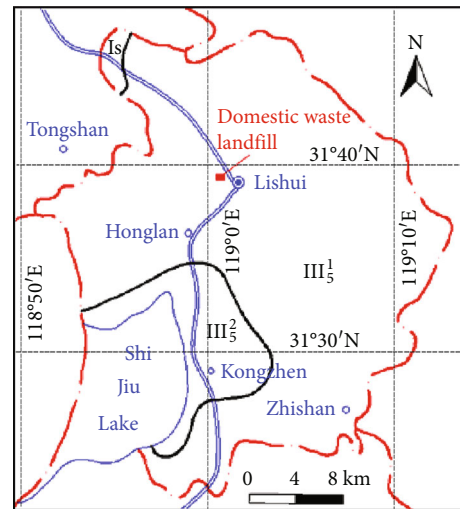 Is
N
Tongshan
Domestic waste
landfill
31°40′N
Lishui
Honglan
119°0′E
119°10′E
118°50′E
III₅¹
III₅²
31°30′N
Shi
Jiu
Lake
Kongzhen
Zhishan
0 4 8 km